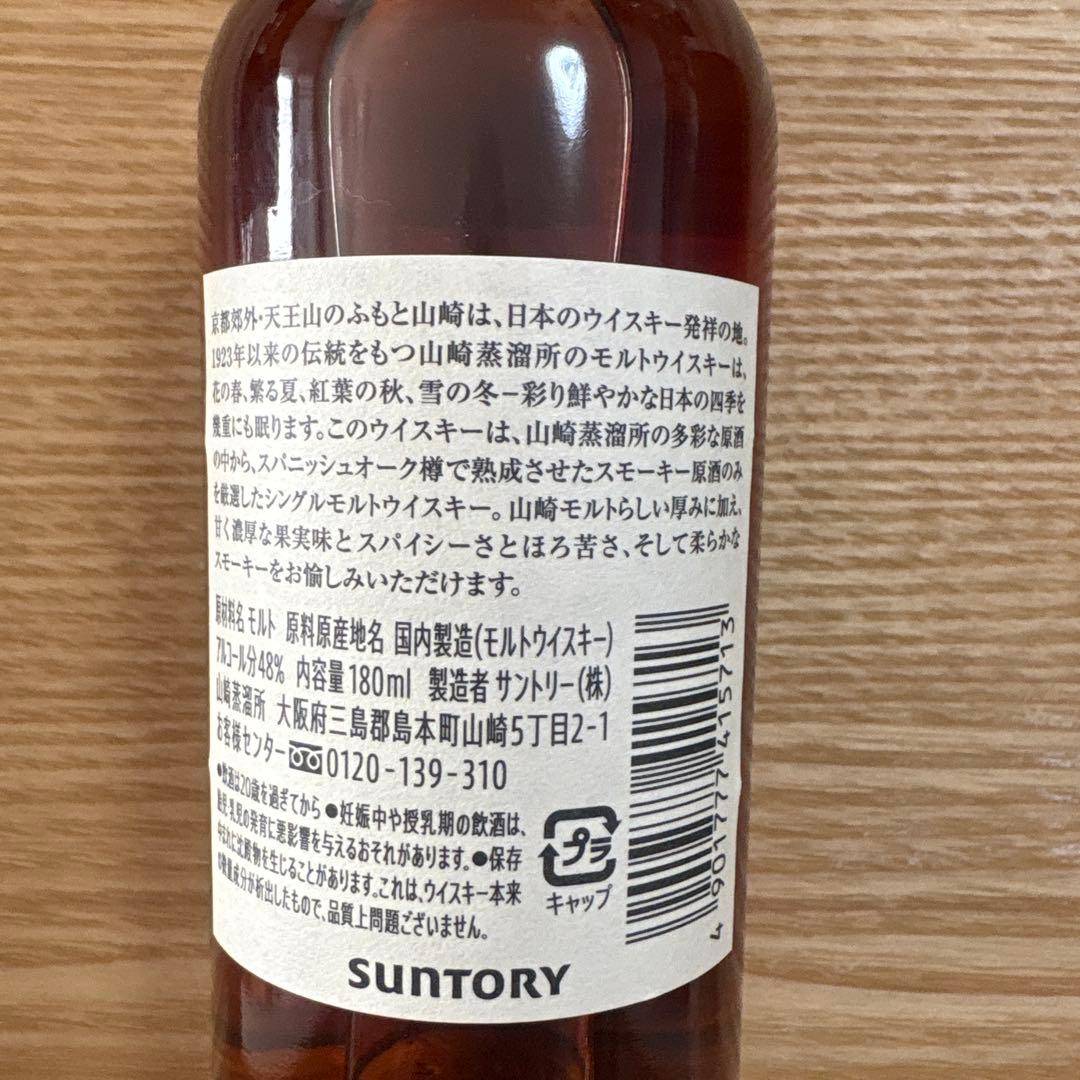 京都郊外・天王山のふもと山崎は、日本のウイスキー発祥の地。
1923年以来の伝統をもつ山崎蒸溜所のモルトウイスキーは、
花の春、繁る夏、紅葉の秋、雪の冬－彩り鮮やかな日本の四季を
幾重にも眠ります。このウイスキーは、山崎蒸溜所の多彩な原酒
の中から、スパニッシュオーク樽で熟成させたスモーキー原酒のみ
を厳選したシングルモルトウイスキー。山崎モルトらしい厚みに加え、
甘く濃厚な果実味とスパイシーさとほろ苦さ、そして柔らかな
スモーキーをお愉しみいただけます。
原材料名 モルト 原料原産地名 国内製造(モルトウイスキー)
アルコール分48% 内容量180ml 製造者 サントリー(株)
山崎蒸溜所 大阪府三島郡島本町山崎5丁目2-1
お客様センター 0120-139-310
●飲酒は20歳を過ぎてから ●妊娠中や授乳期の飲酒は、
胎児・乳児の発育に悪影響を与えるおそれがあります。●保存
中まれに沈殿物を生じることがあります。これは、ウイスキー本来
の微量成分が析出したもので、品質上問題ございません。
プラ
キャップ
4 901777 415713
SUNTORY